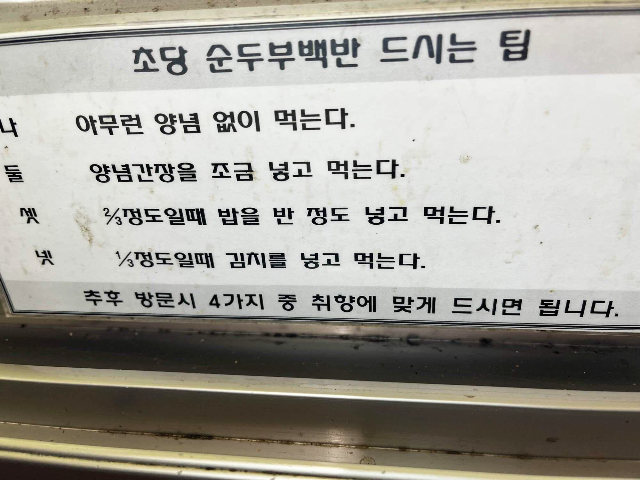 초당 순두부백반 드시는 팁
나 아무런 양념 없이 먹는다.
둘 양념간장을 조금 넣고 먹는다.
셋 ⅔정도일때 밥을 반 정도 넣고 먹는다.
넷 ⅓정도일때 김치를 넣고 먹는다.
추후 방문시 4가지 중 취향에 맞게 드시면 됩니다.